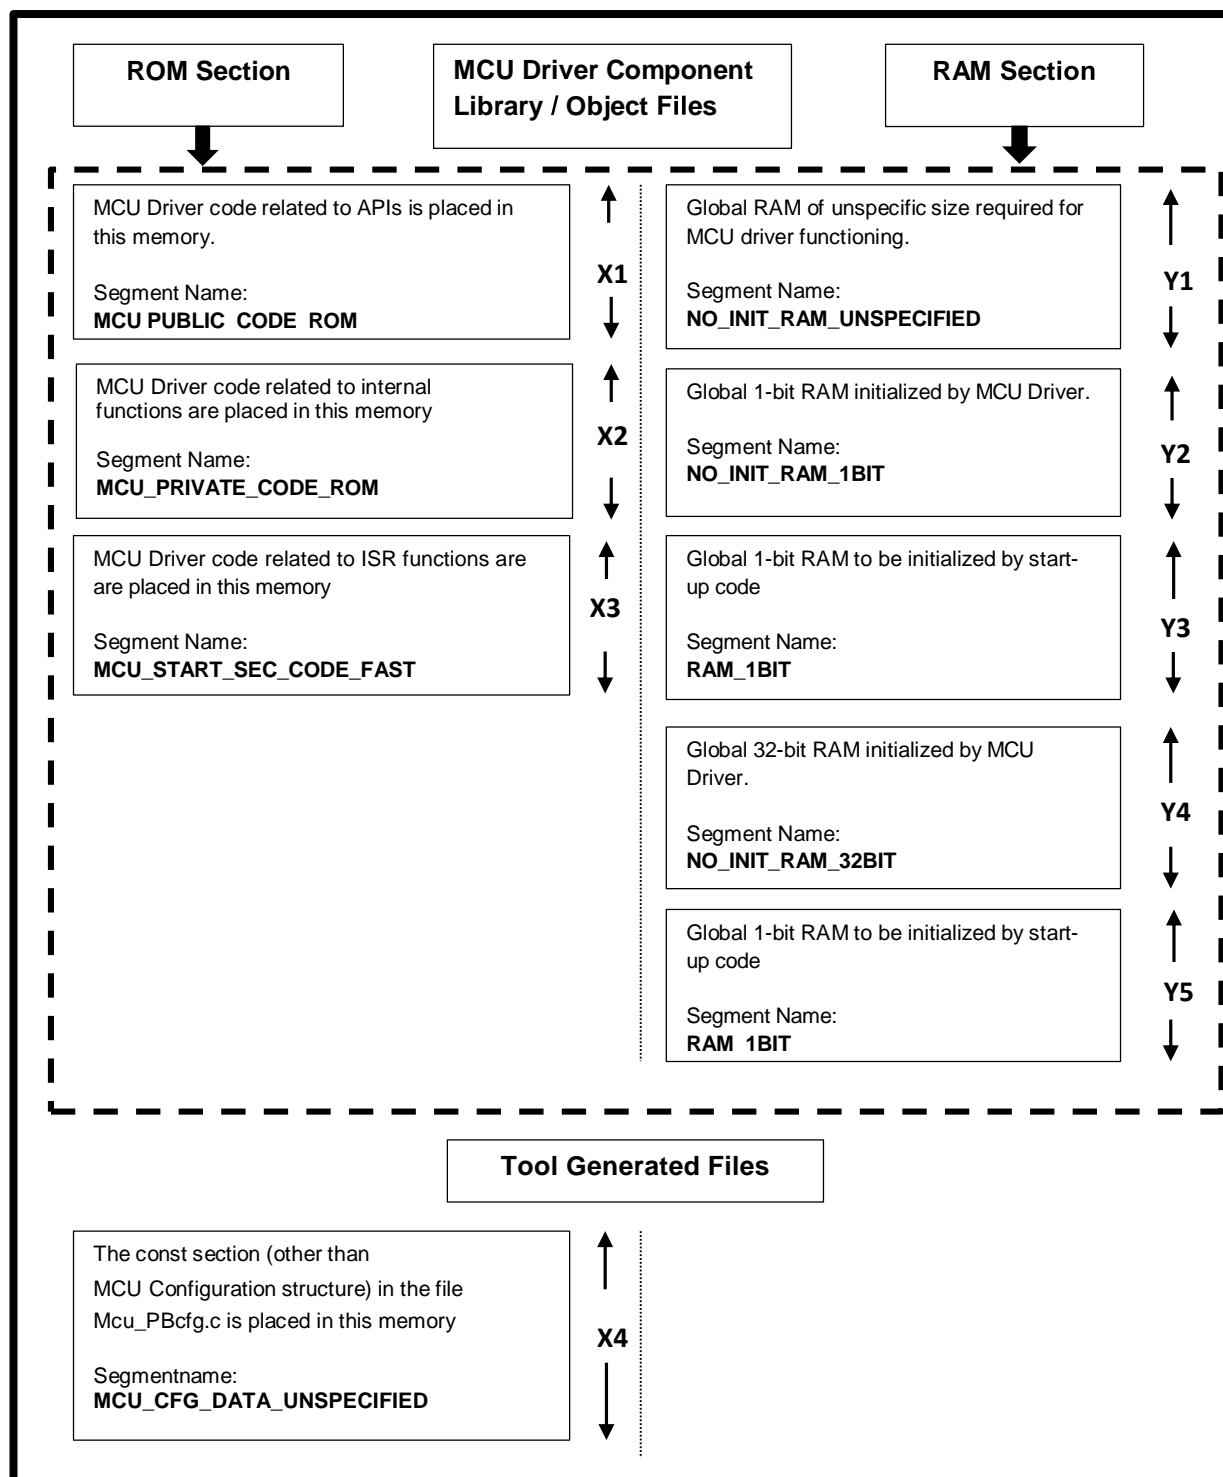 ROM Section
MCU Driver Component
Library / Object Files
RAM Section
MCU Driver code related to APIs is placed in
this memory.
Segment Name:
MCU PUBLIC CODE ROM
X1
MCU Driver code related to internal
functions are placed in this memory
Segment Name:
MCU_PRIVATE_CODE_ROM
X2
MCU Driver code related to ISR functions are
are placed in this memory
Segment Name:
MCU_START_SEC_CODE_FAST
X3
Global RAM of unspecific size required for
MCU driver functioning.
Segment Name:
NO_INIT_RAM_UNSPECIFIED
Y1
Global 1-bit RAM initialized by MCU Driver.
Segment Name:
NO_INIT_RAM_1BIT
Y2
Global 1-bit RAM to be initialized by start-
up code
Segment Name:
RAM_1BIT
Y3
Global 32-bit RAM initialized by MCU
Driver.
Segment Name:
NO_INIT_RAM_32BIT
Y4
Global 1-bit RAM to be initialized by start-
up code
Segment Name:
RAM 1BIT
Y5
Tool Generated Files
The const section (other than
MCU Configuration structure) in the file
Mcu_PBcfg.c is placed in this memory
Segmentname:
MCU_CFG_DATA_UNSPECIFIED
X4